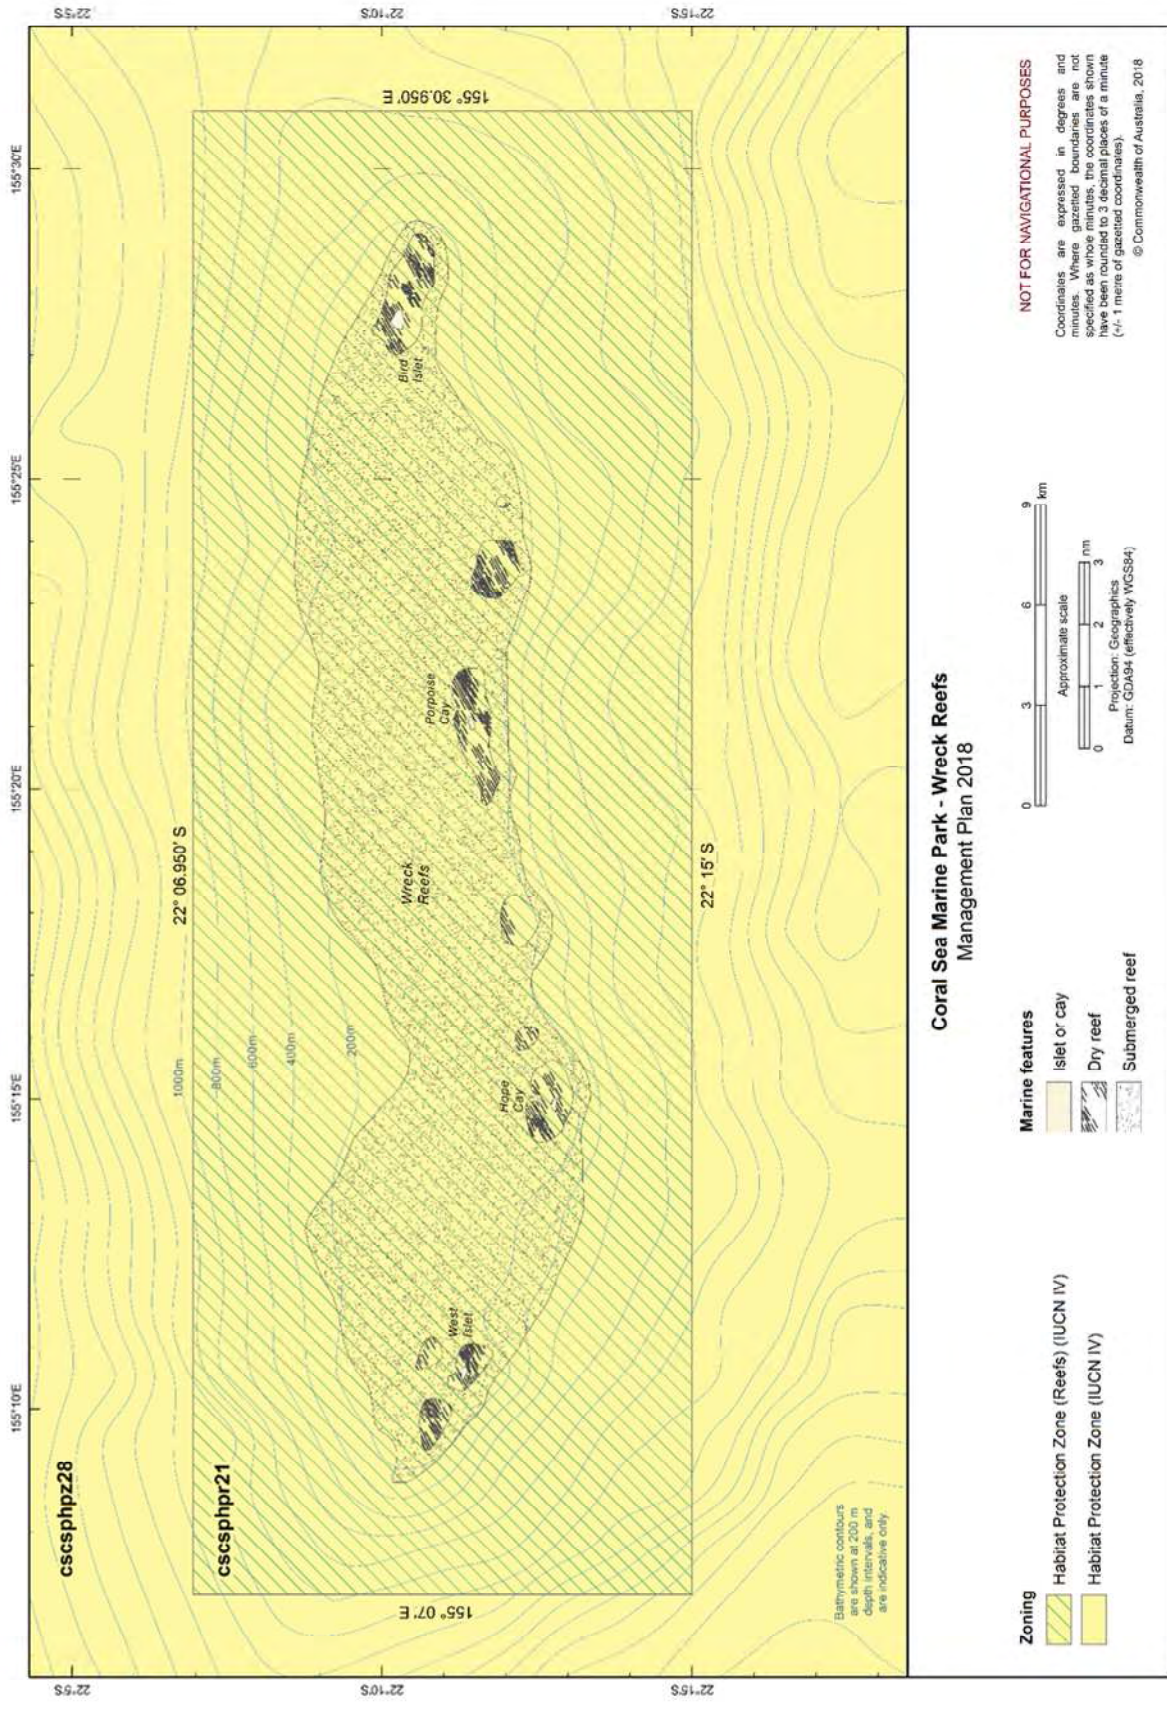 155°10'E
155°15'E
155°20'E
155°25'E
155°30'E
22°5'S
22°5'S
cscsphpz28
22° 06.950' S
cscsphpr21
1000m
800m
600m
400m
200m
22°10'S
22°10'S
155° 07' E
155° 30.950' E
West
Islet
Hope
Cay
Wreck
Reefs
Porpoise
Cay
Bird
Islet
22°15'S
22°15'S
22° 15' S
Bathymetric contours
are shown at 200 m
depth intervals, and
are indicative only.
Coral Sea Marine Park - Wreck Reefs
Management Plan 2018
Zoning
Habitat Protection Zone (Reefs) (IUCN IV)
Habitat Protection Zone (IUCN IV)
Marine features
Islet or cay
Dry reef
Submerged reef
0 3 6 9
km
Approximate scale
nm
0 1 2 3
Projection: Geographics
Datum: GDA94 (effectively WGS84)
NOT FOR NAVIGATIONAL PURPOSES
Coordinates are expressed in degrees and
minutes. Where gazetted boundaries are not
specified as whole minutes, the coordinates shown
have been rounded to 3 decimal places of a minute
(+/- 1 metre of gazetted coordinates).
© Commonwealth of Australia, 2018